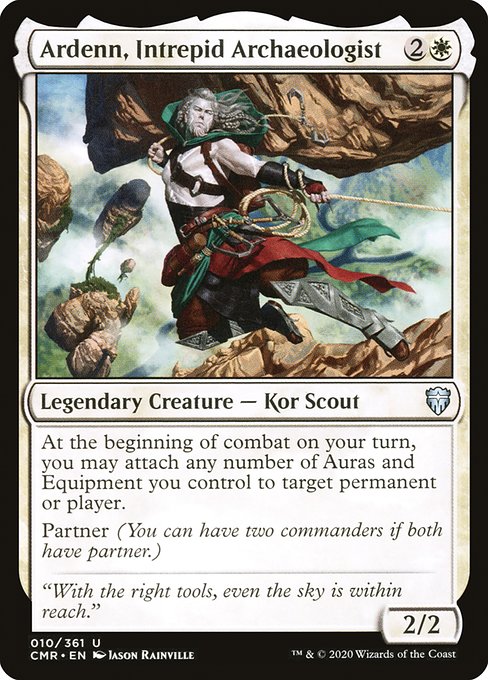 Ardenn, Intrepid Archaeologist 2
Legendary Creature — Kor Scout
At the beginning of combat on your turn,
you may attach any number of Auras and
Equipment you control to target permanent
or player.
Partner (You can have two commanders if both
have partner.)
“With the right tools, even the sky is within
reach.”
2/2
010/361 U
CMR • EN Jason Rainville
™ & © 2020 Wizards of the Coast